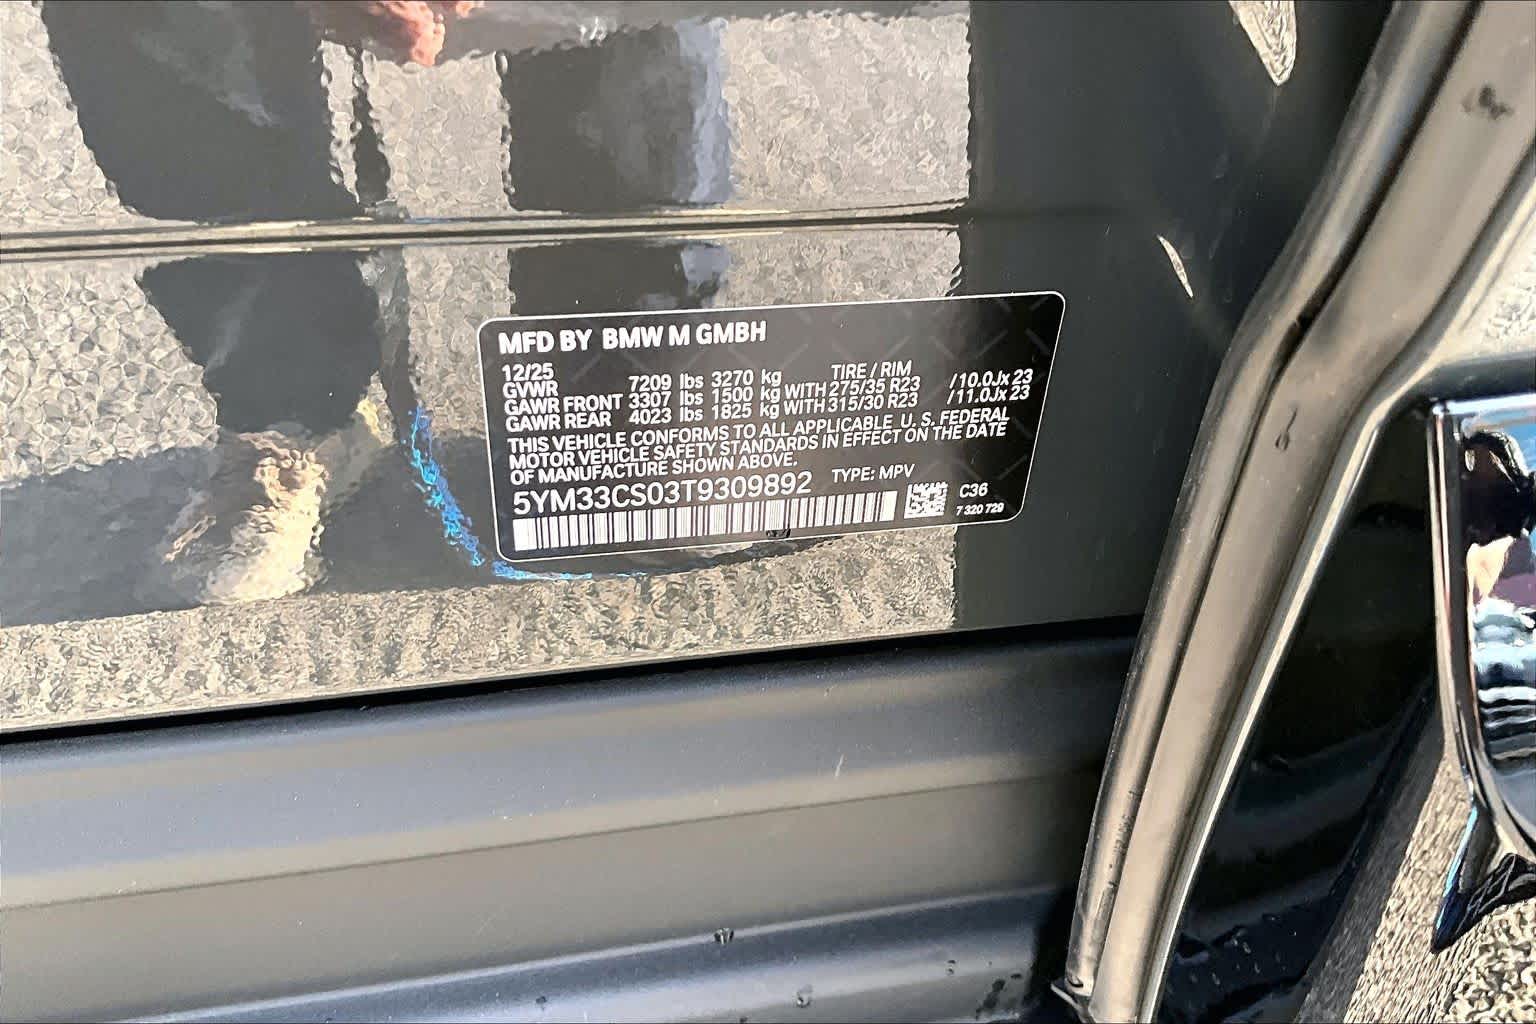 MFD BY BMW M GMBH
12/25 TIRE / RIM
GVWR 7209 lbs 3270 kg
GAWR FRONT 3307 lbs 1500 kg WITH 275/35 R23 /10.0Jx 23
GAWR REAR 4023 lbs 1825 kg WITH 315/30 R23 /11.0Jx 23
THIS VEHICLE CONFORMS TO ALL APPLICABLE U. S. FEDERAL
MOTOR VEHICLE SAFETY STANDARDS IN EFFECT ON THE DATE
OF MANUFACTURE SHOWN ABOVE.
5YM33CS03T9309892 TYPE: MPV
C36
7 320 729